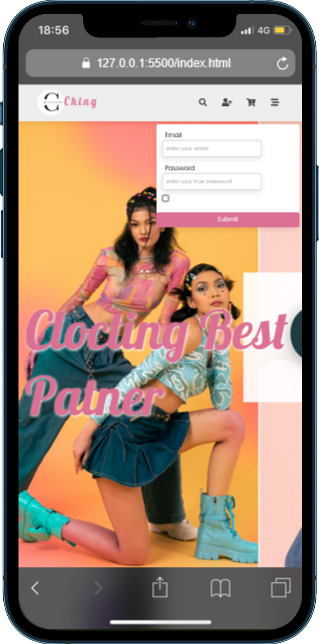 18:56
4G
127.0.0.1:5500/index.html
C Ching
Email
enter your email
Password
enter your true password
Submit
Clocting Best
Patner